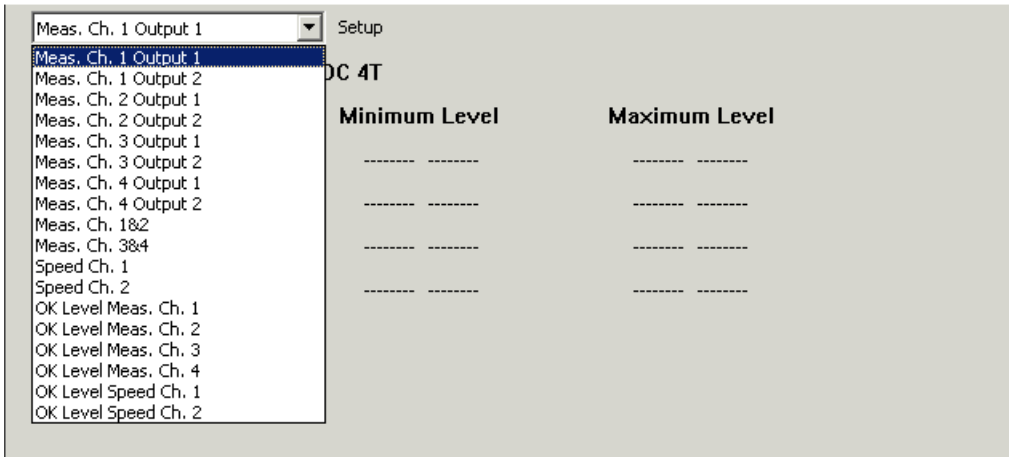 Meas. Ch. 1 Output 1 Setup
Meas. Ch. 1 Output 1
Meas. Ch. 1 Output 2
Meas. Ch. 2 Output 1
Meas. Ch. 2 Output 2
Meas. Ch. 3 Output 1
Meas. Ch. 3 Output 2
Meas. Ch. 4 Output 1
Meas. Ch. 4 Output 2
Meas. Ch. 1&2
Meas. Ch. 3&4
Speed Ch. 1
Speed Ch. 2
OK Level Meas. Ch. 1
OK Level Meas. Ch. 2
OK Level Meas. Ch. 3
OK Level Meas. Ch. 4
OK Level Speed Ch. 1
OK Level Speed Ch. 2
4T
Minimum Level Maximum Level
-------- -------- -------- --------
-------- -------- -------- --------
-------- -------- -------- --------
-------- -------- -------- --------